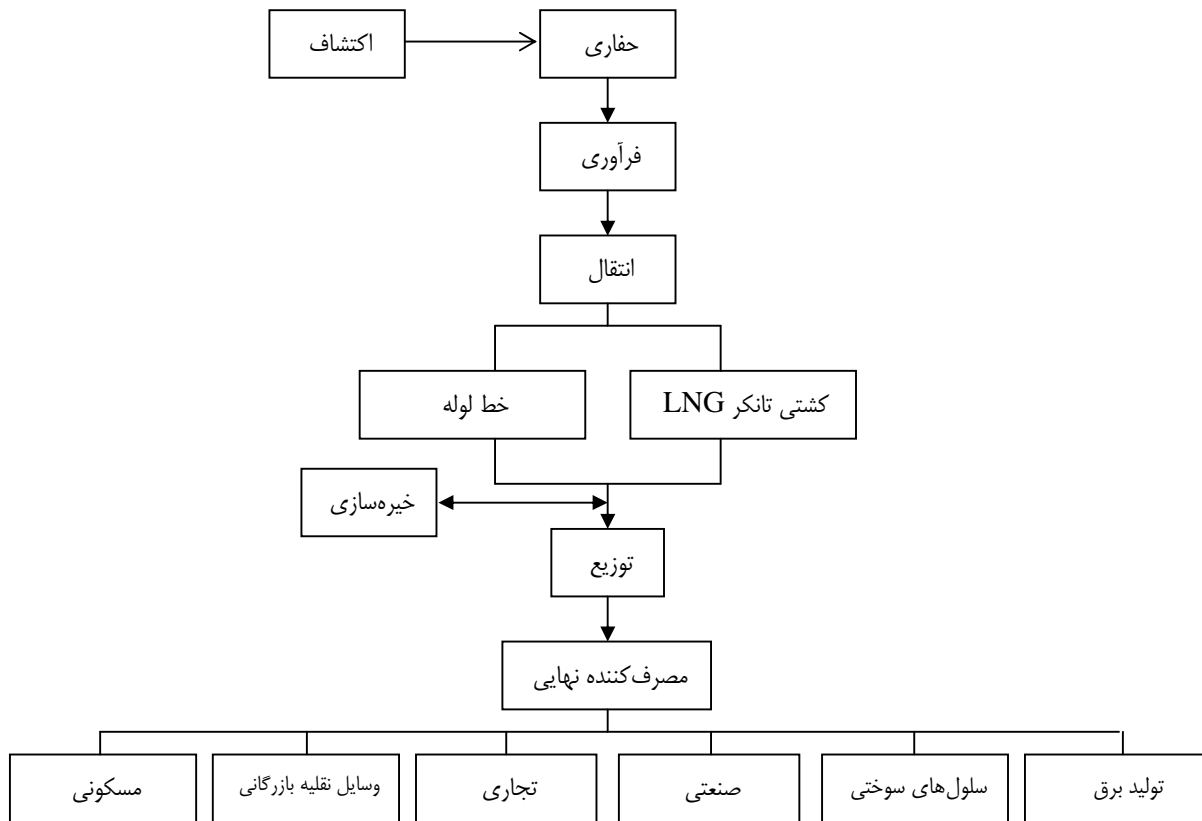 اکتشاف
حفاری
فرآوری
انتقال
خط لوله
کشتی تانکر LNG
خیره‌سازی
توزیع
مصرف‌کننده نهایی
تولید برق
سلول‌های سوختی
صنعتی
تجاری
وسایل نقلیه بازرگانی
مسکونی